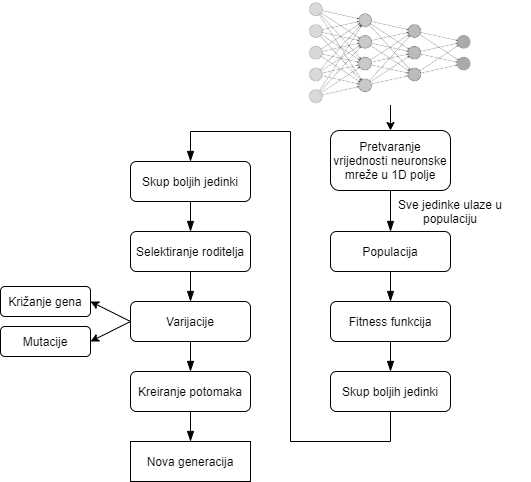 Pretvaranje
vrijednosti neuronske
mreže u 1D polje
Sve jedinke ulaze u
populaciju
Populacija
Fitness funkcija
Skup boljih jedinki
Skup boljih jedinki
Selektiranje roditelja
Varijacije
Križanje gena
Mutacije
Kreiranje potomaka
Nova generacija